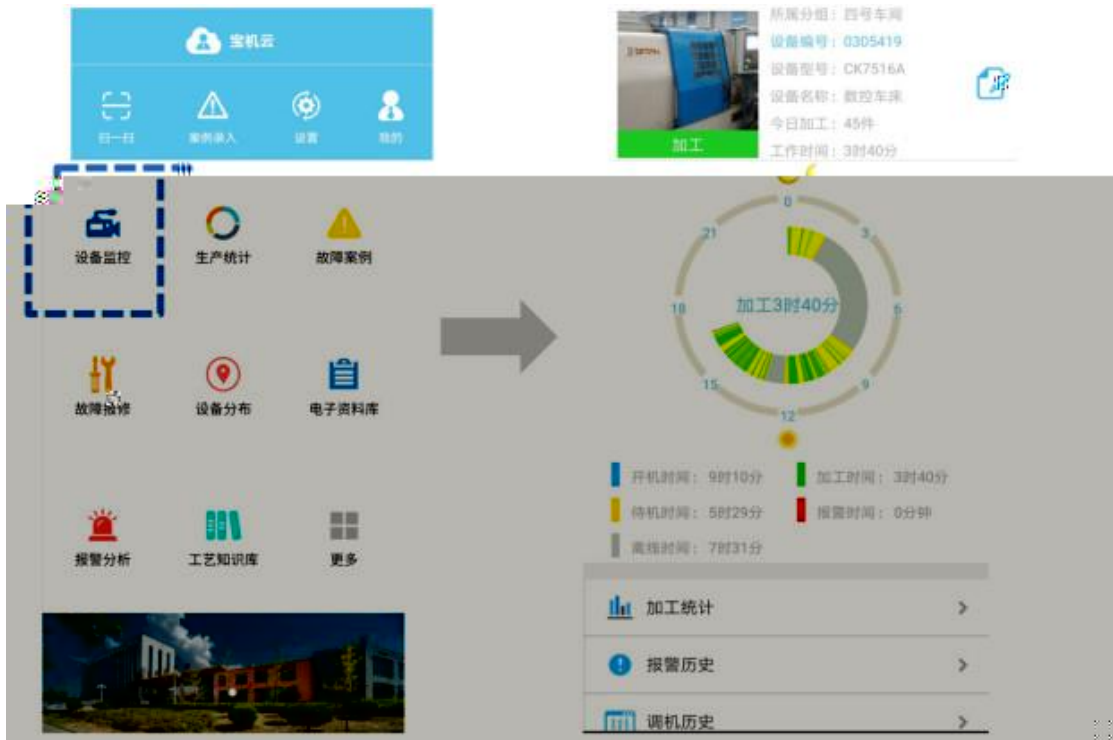 宝机云
扫一扫
案例录入
设置
我的
设备监控
生产统计
故障案例
故障报修
设备分布
电子资料库
报警分析
工艺知识库
更多
加工
所属分组：四号车间
设备编号：0305419
设备型号：CK7516A
设备名称：数控车床
今日加工：45件
工作时间：3时40分
0
3
6
9
12
15
18
21
加工3时40分
开机时间：9时10分
加工时间：3时40分
待机时间：5时29分
报警时间：0分钟
离线时间：7时31分
加工统计
报警历史
调机历史